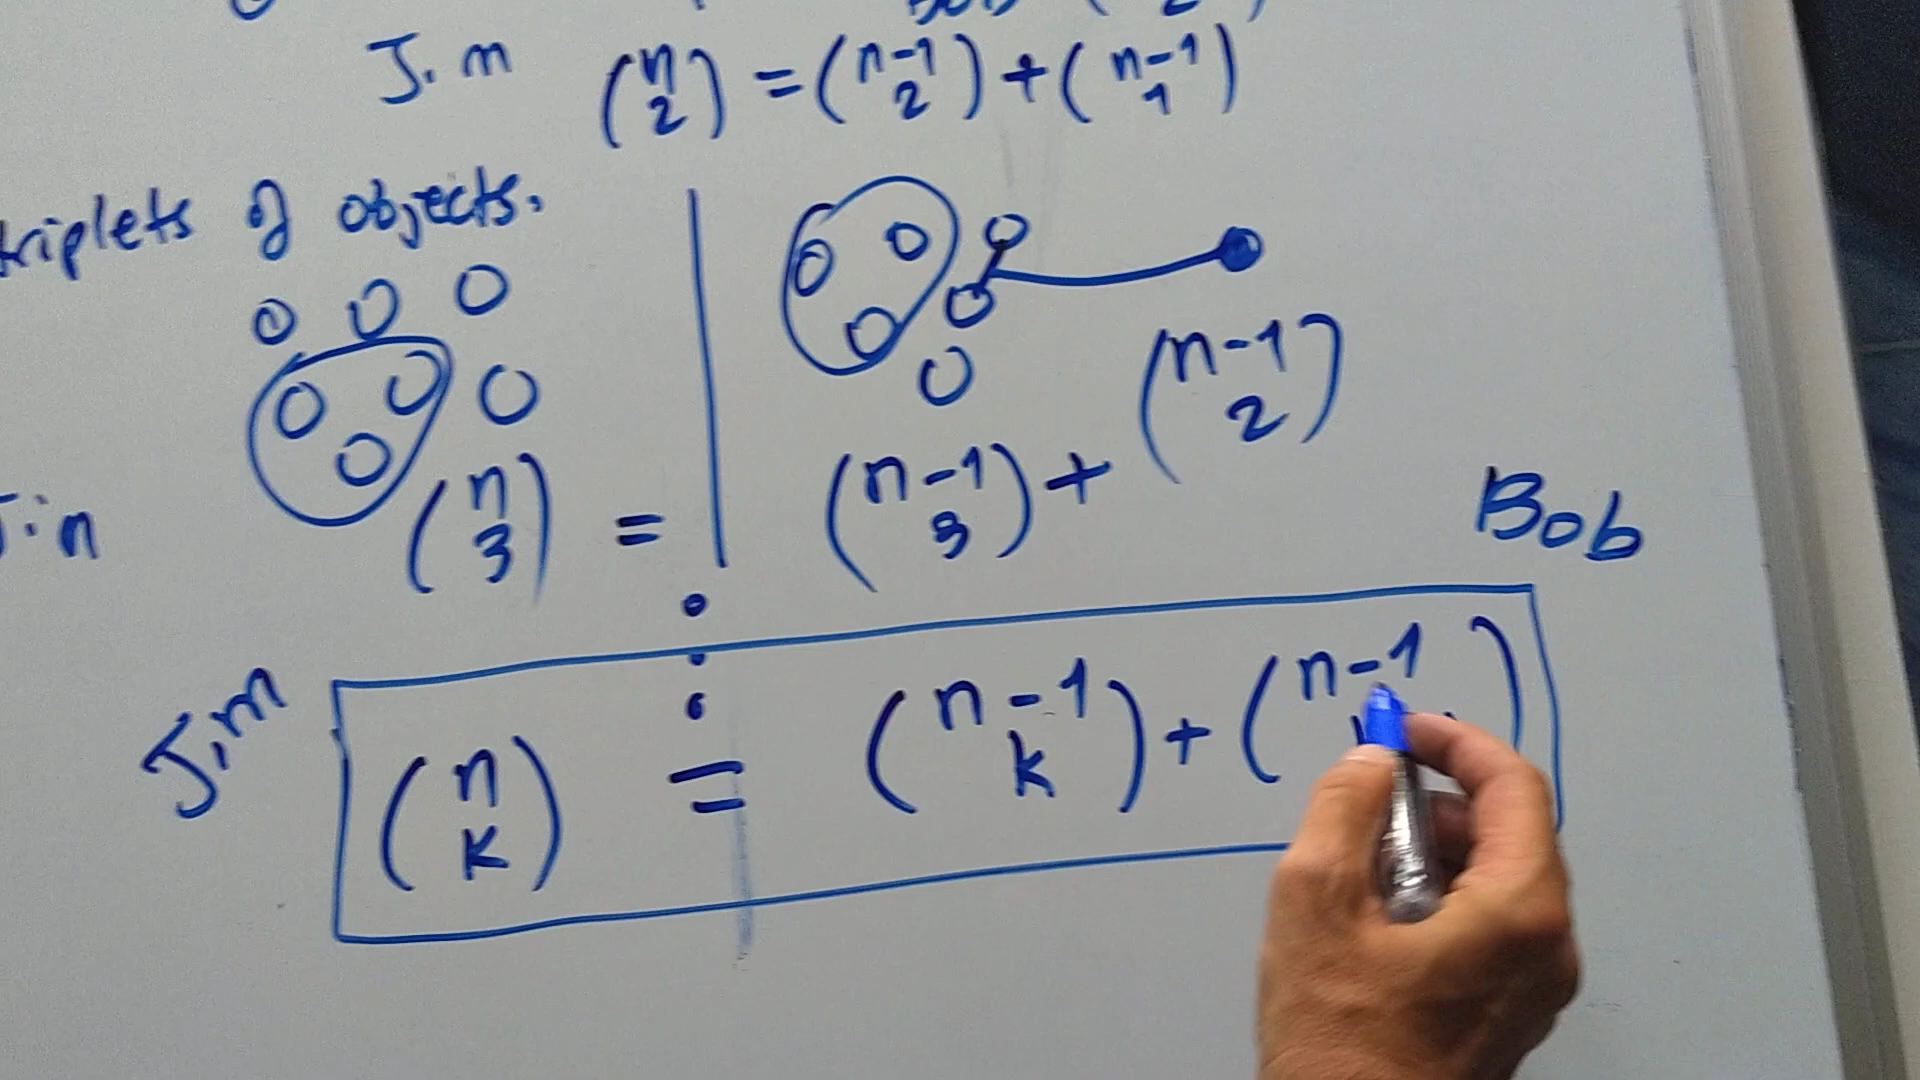 Jim (n 2) = (n-1 2) + (n-1 1)
triplets of objects.
(n-1 2)
Jim (n 3) = (n-1 3) +
Bob
Jim (n k) = (n-1 k) + (n-1